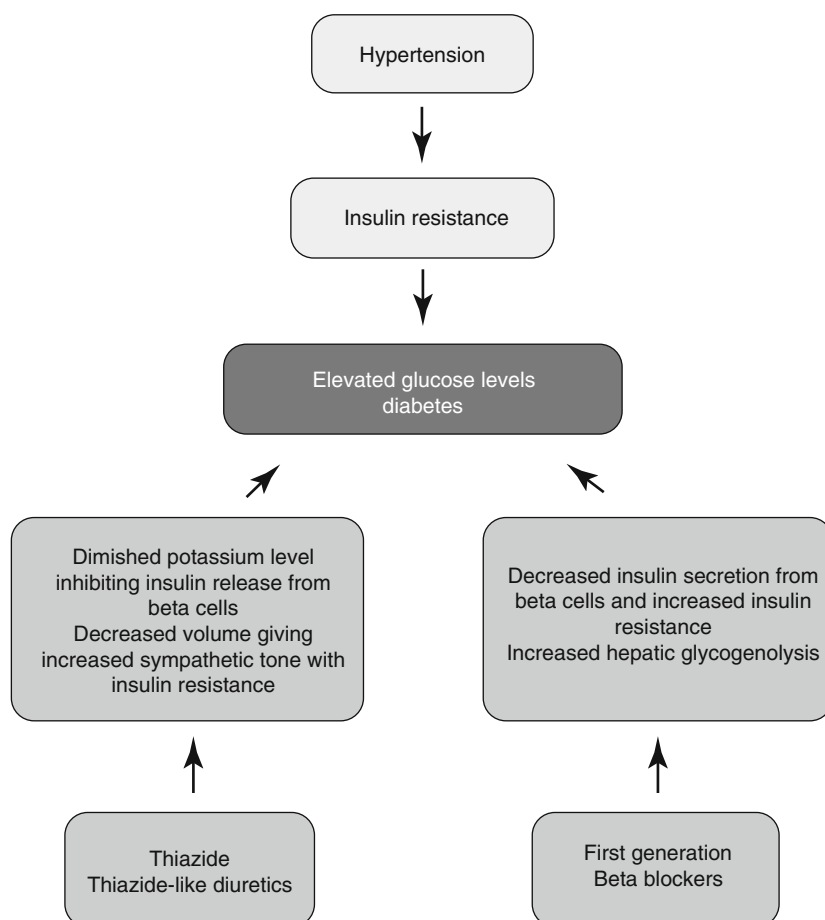 Hypertension
Insulin resistance
Elevated glucose levels
diabetes
Dimished potassium level
inhibiting insulin release from
beta cells
Decreased volume giving
increased sympathetic tone with
insulin resistance
Decreased insulin secretion from
beta cells and increased insulin
resistance
Increased hepatic glycogenolysis
Thiazide
Thiazide-like diuretics
First generation
Beta blockers